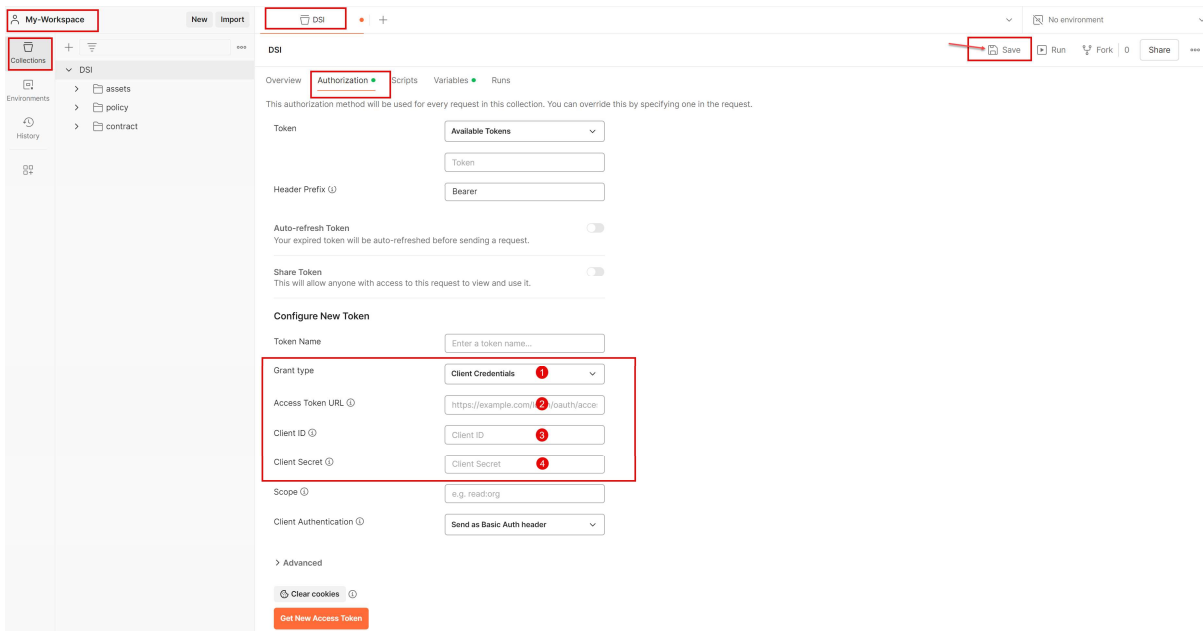 My-Workspace
New
Import
DSI
No environment
Collections
Environments
History
DSI
assets
policy
contract
DSI
Save
Run
Fork
0
Share
Overview
Authorization
Scripts
Variables
Runs
This authorization method will be used for every request in this collection. You can override this by specifying one in the request.
Token
Available Tokens
Token
Header Prefix
Bearer
Auto-refresh Token
Your expired token will be auto-refreshed before sending a request.
Share Token
This will allow anyone with access to this request to view and use it.
Configure New Token
Token Name
Enter a token name...
Grant type
Client Credentials
1
Access Token URL
https://example.com/
2
/oauth/acce
Client ID
Client ID
3
Client Secret
Client Secret
4
Scope
e.g. read:org
Client Authentication
Send as Basic Auth header
Advanced
Clear cookies
Get New Access Token